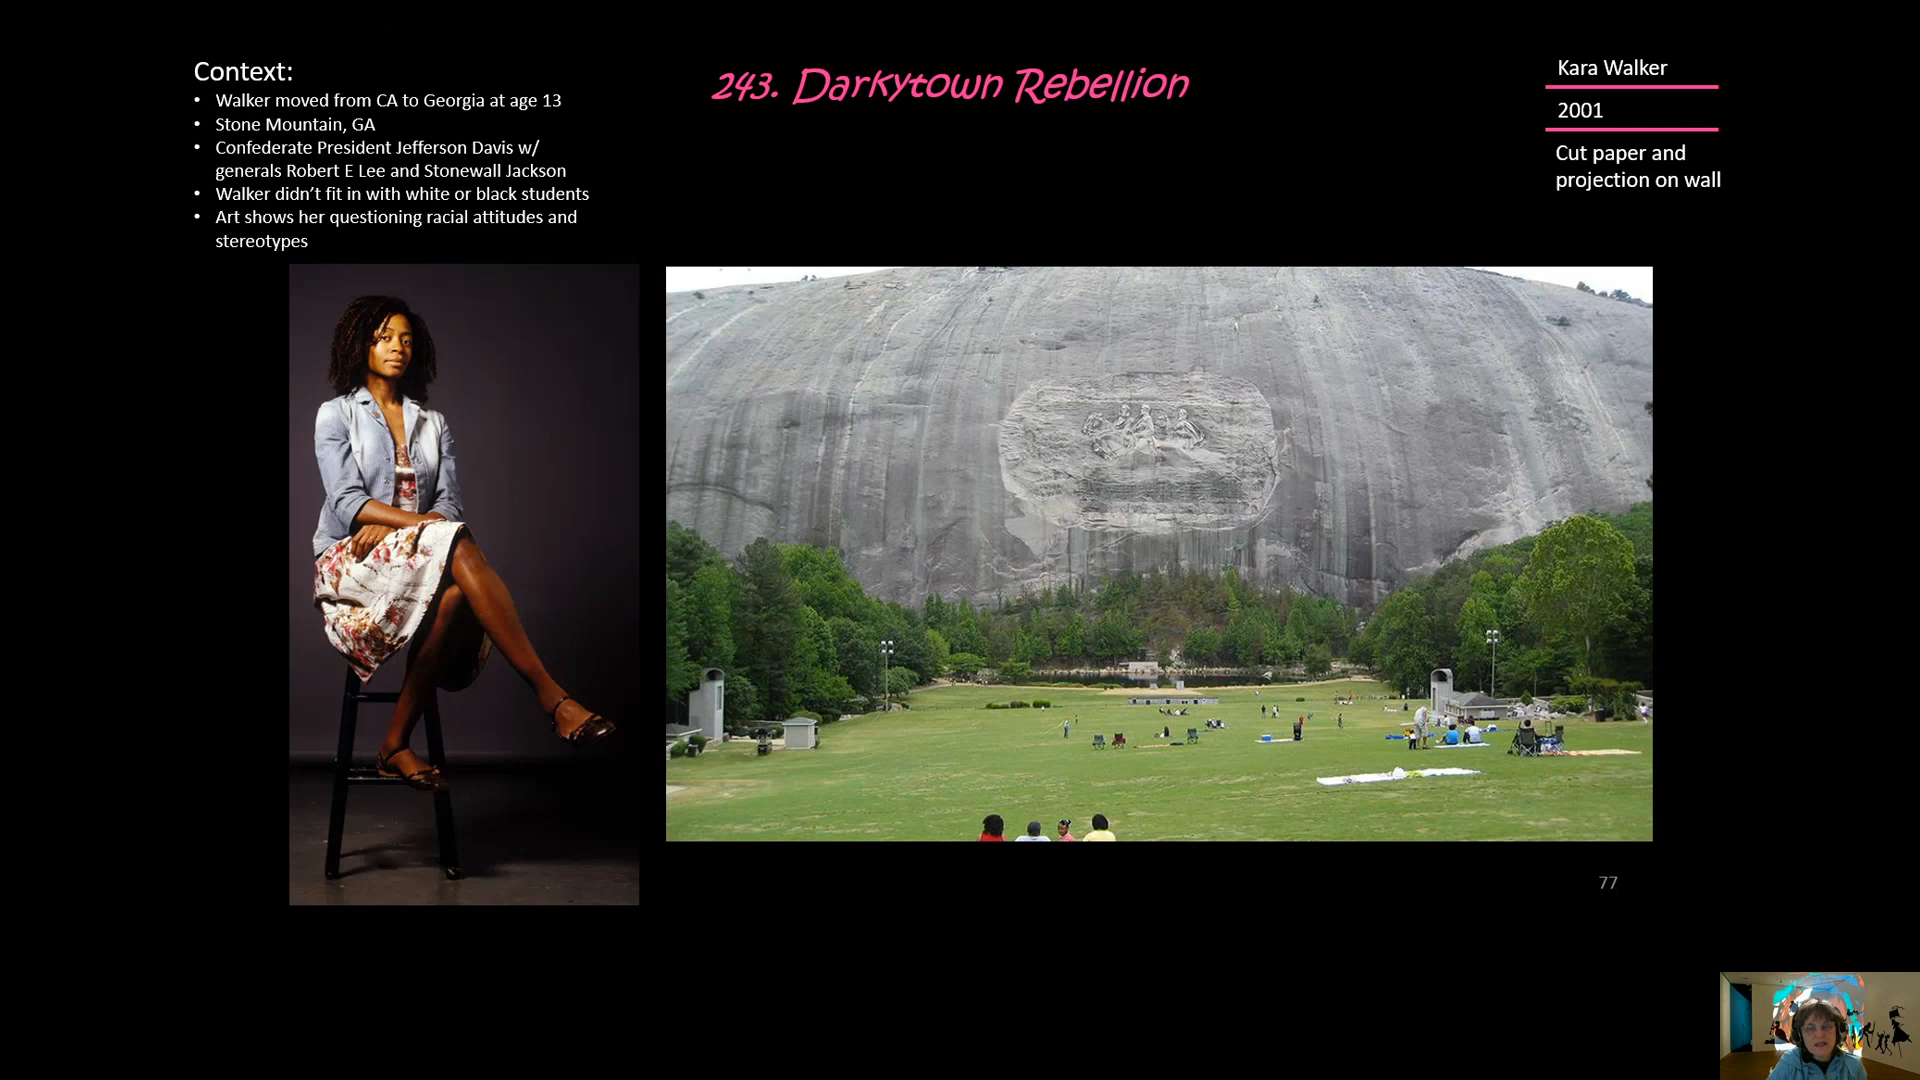 Context:
• Walker moved from CA to Georgia at age 13
• Stone Mountain, GA
• Confederate President Jefferson Davis w/
generals Robert E Lee and Stonewall Jackson
• Walker didn’t fit in with white or black students
• Art shows her questioning racial attitudes and
stereotypes
243. Darkytown Rebellion
Kara Walker
2001
Cut paper and
projection on wall
77